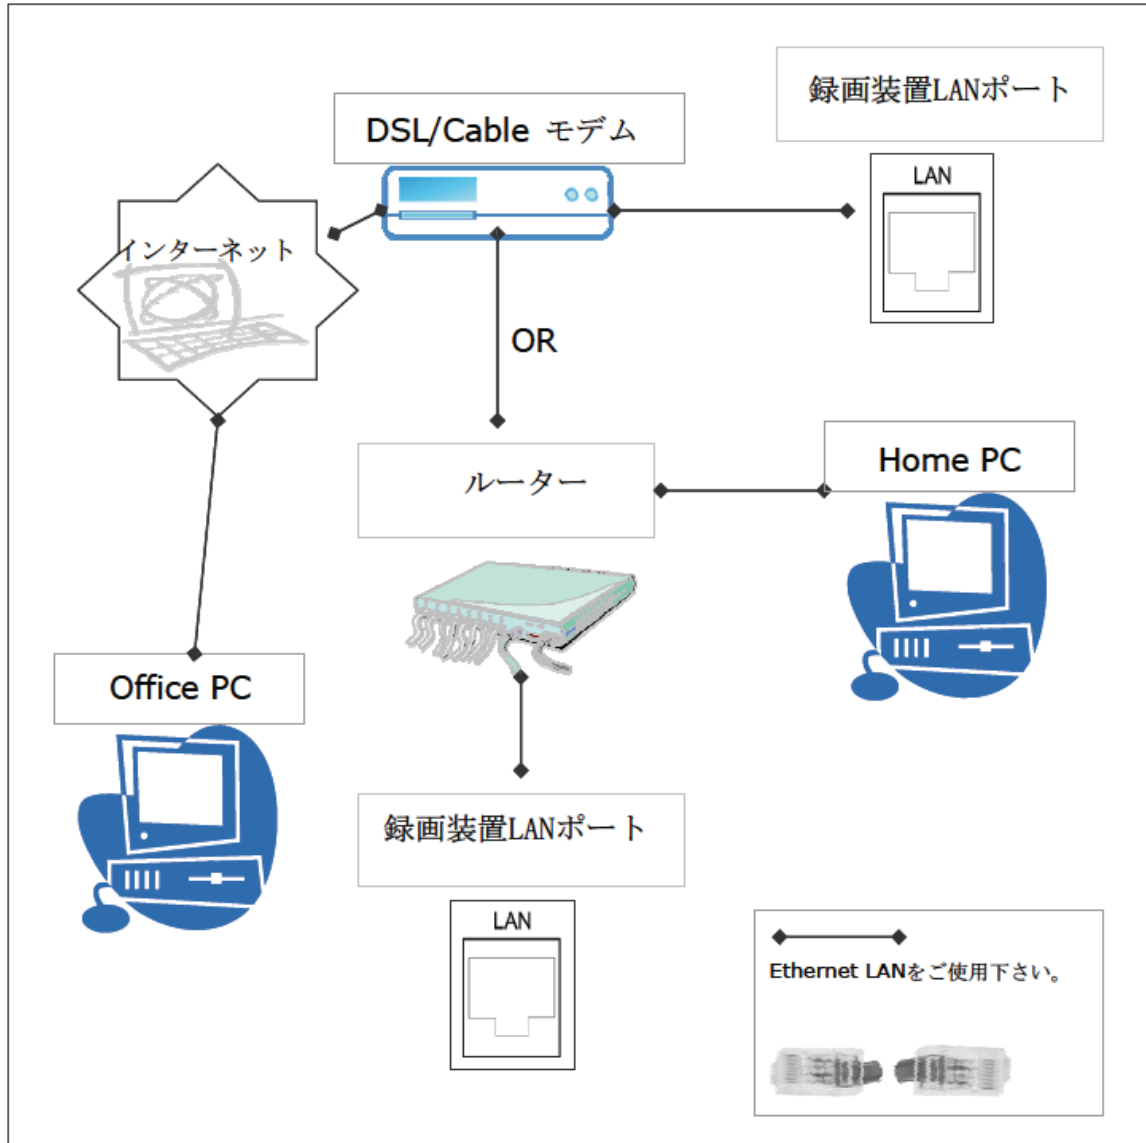 録画装置LANポート
DSL/Cable モデム
LAN
インターネット
OR
ルーター
Home PC
Office PC
録画装置LANポート
LAN
Ethernet LANをご使用下さい。